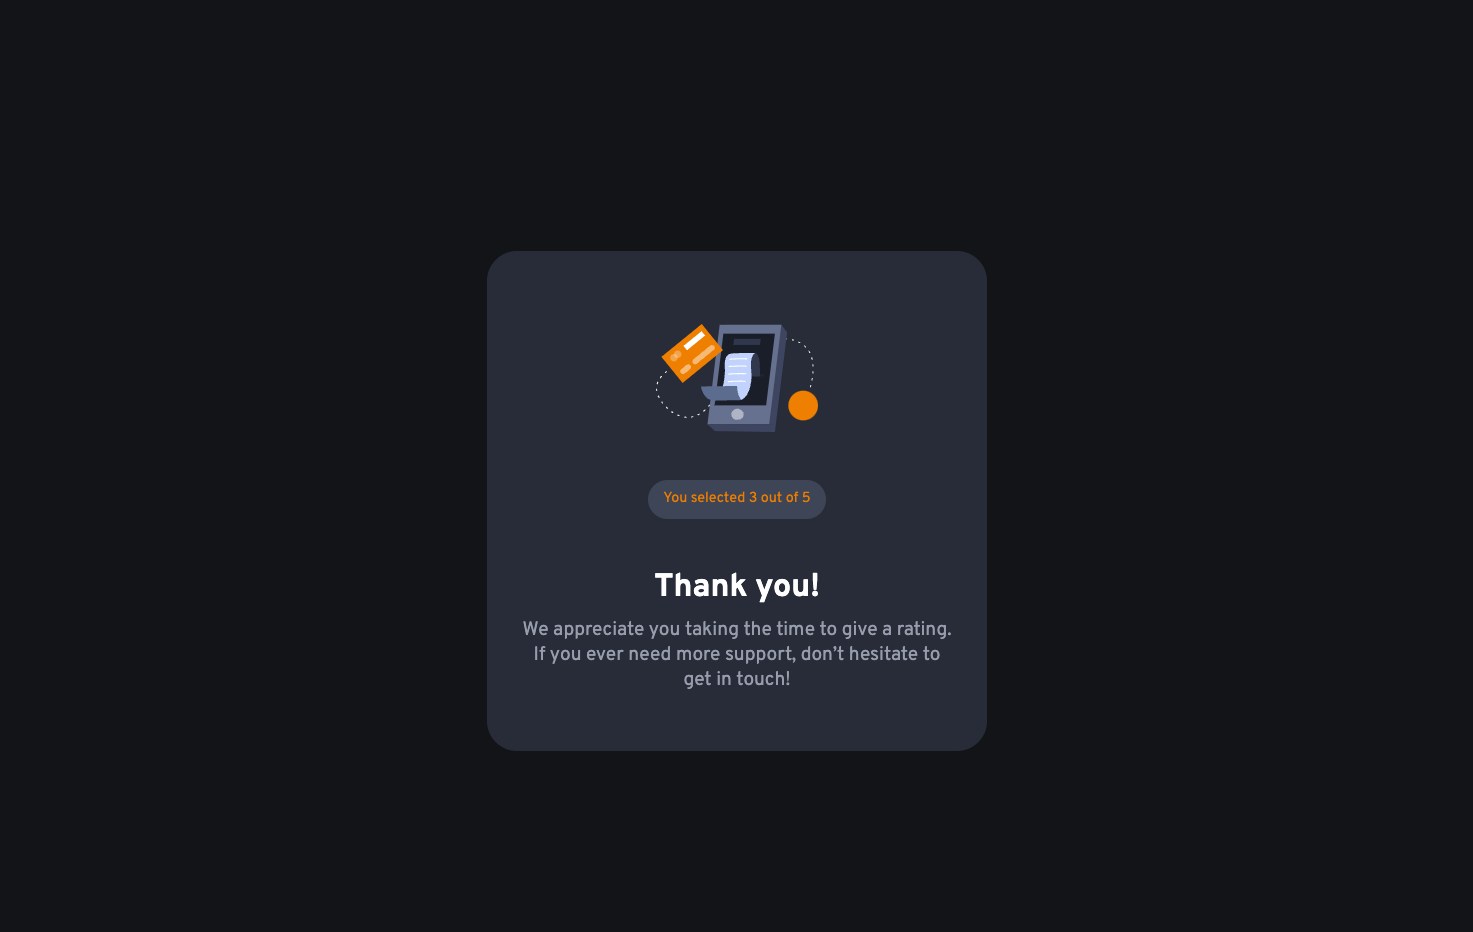 You selected 3 out of 5
Thank you!
We appreciate you taking the time to give a rating.
If you ever need more support, don’t hesitate to
get in touch!